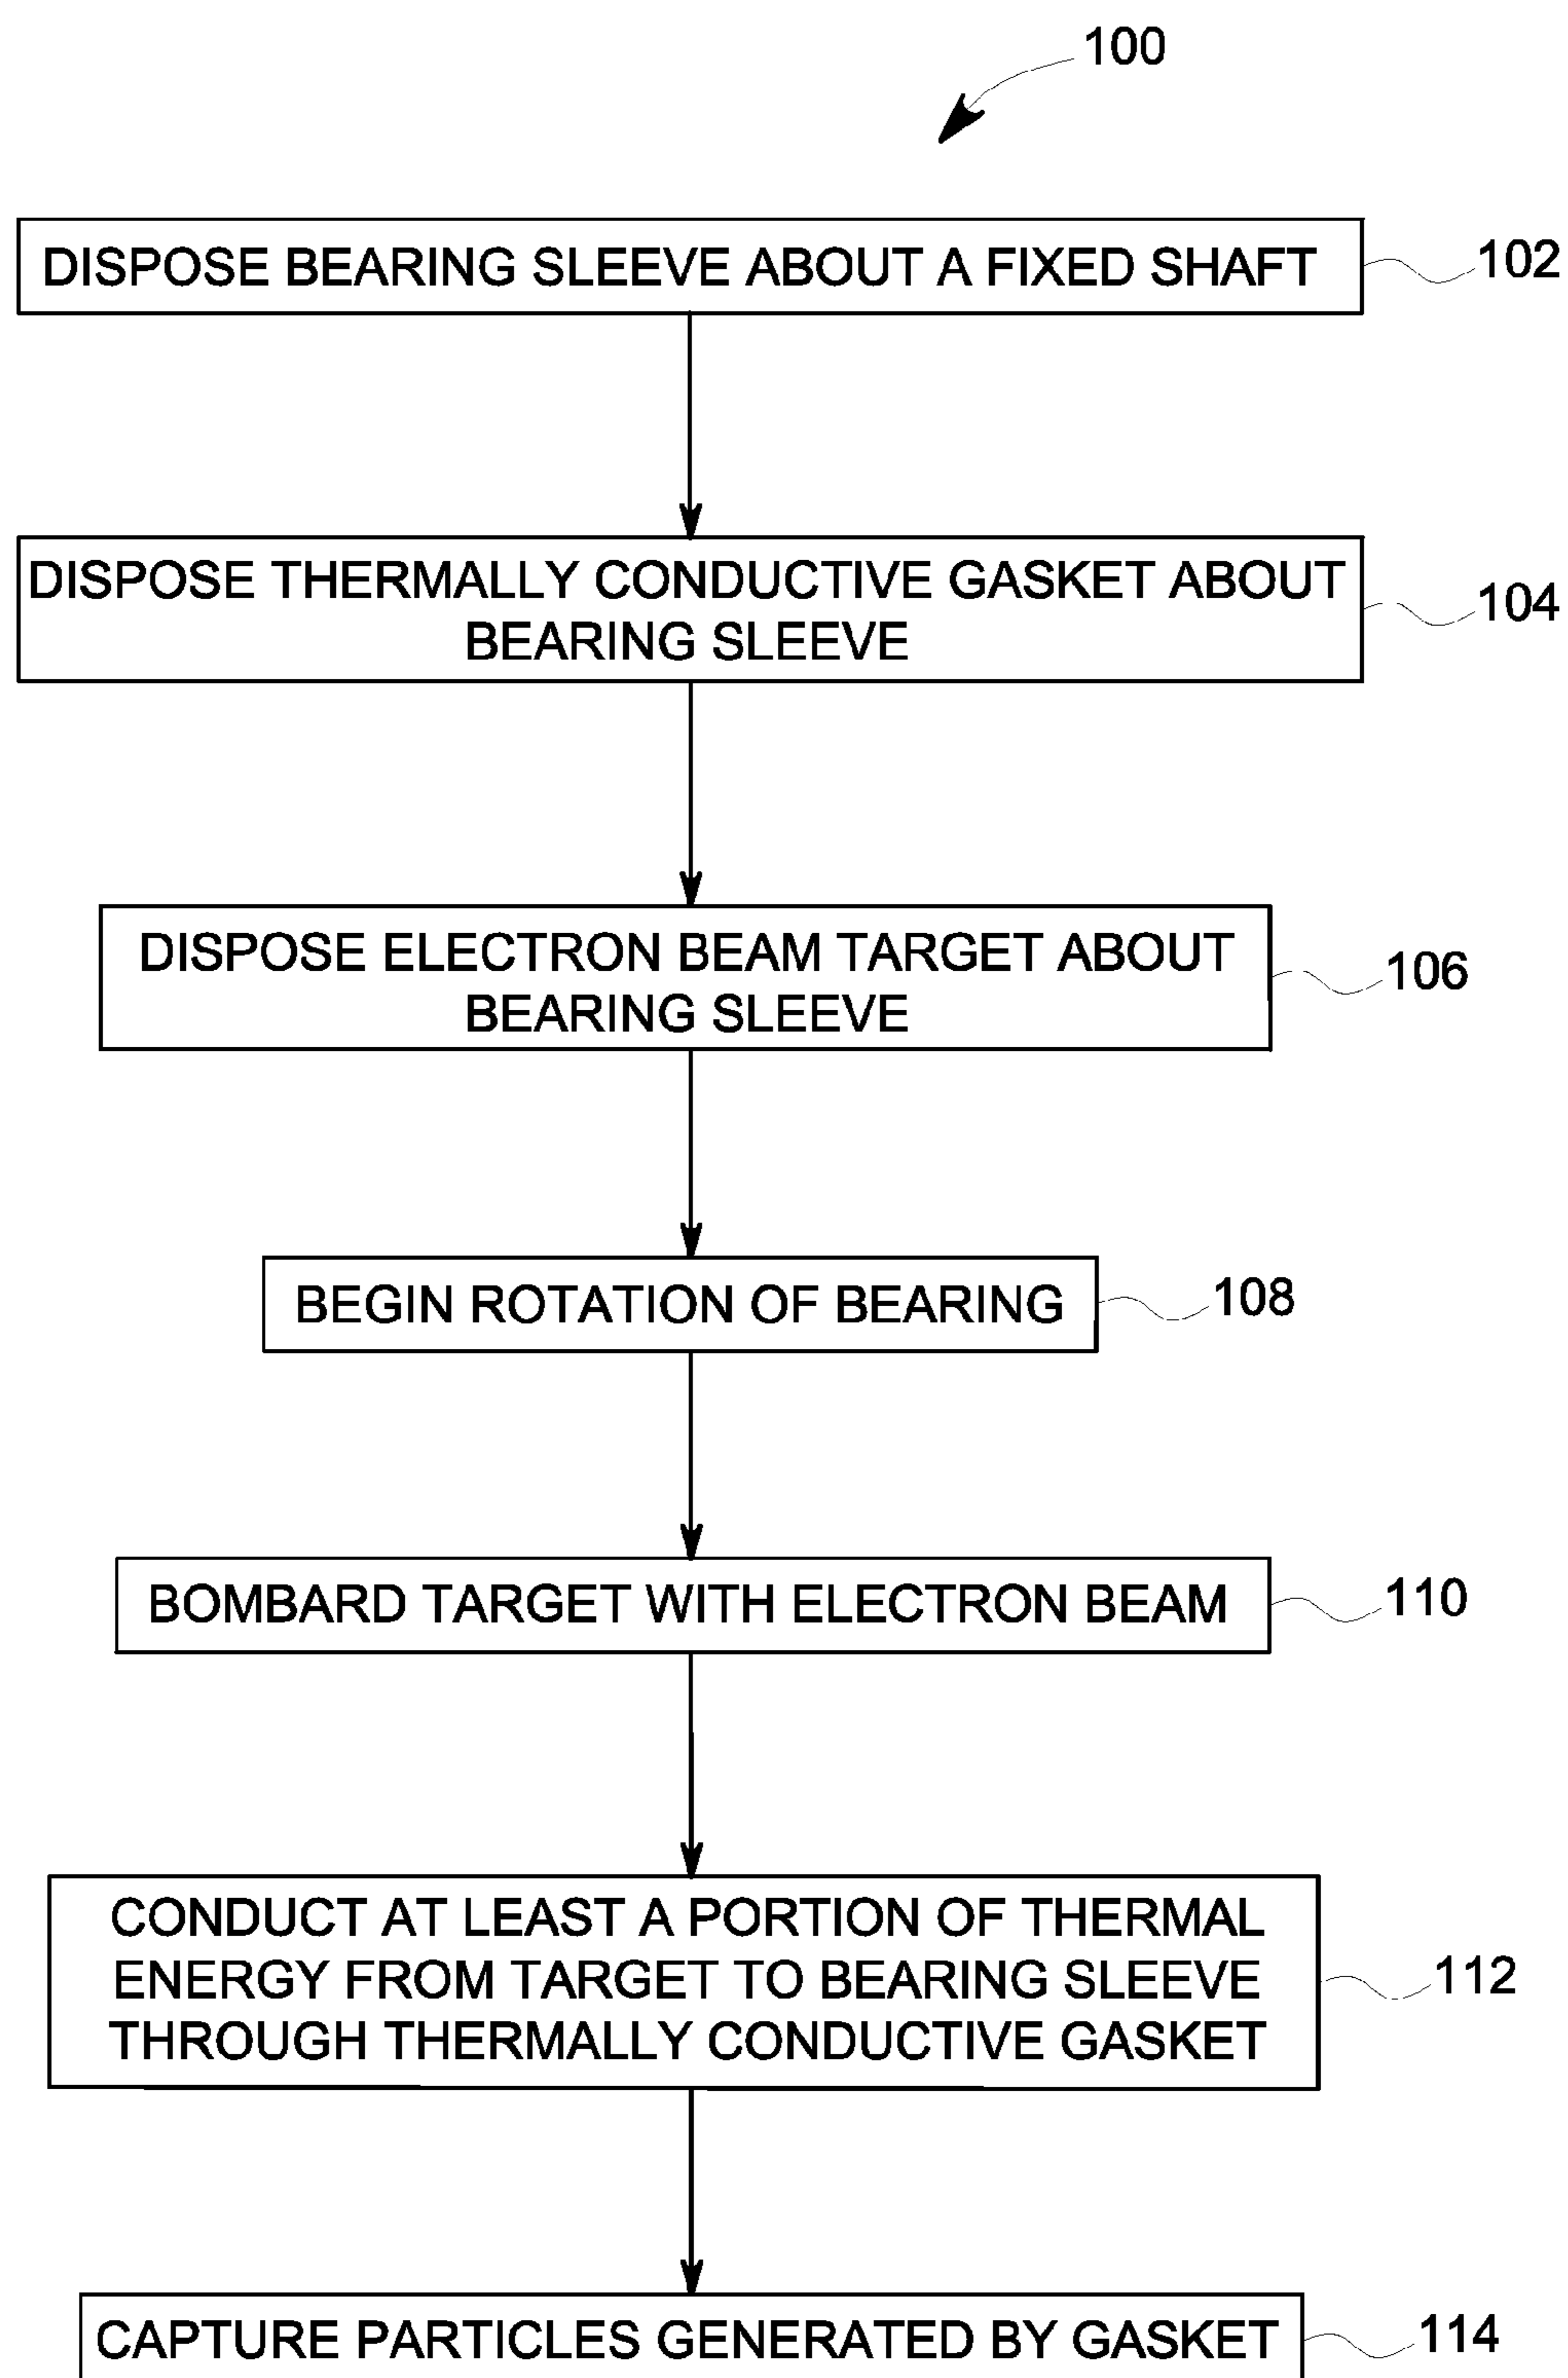 100
DISPOSE BEARING SLEEVE ABOUT A FIXED SHAFT
102
DISPOSE THERMALLY CONDUCTIVE GASKET ABOUT
BEARING SLEEVE
104
DISPOSE ELECTRON BEAM TARGET ABOUT
BEARING SLEEVE
106
BEGIN ROTATION OF BEARING
108
BOMBARD TARGET WITH ELECTRON BEAM
110
CONDUCT AT LEAST A PORTION OF THERMAL
ENERGY FROM TARGET TO BEARING SLEEVE
THROUGH THERMALLY CONDUCTIVE GASKET
112
CAPTURE PARTICLES GENERATED BY GASKET
114